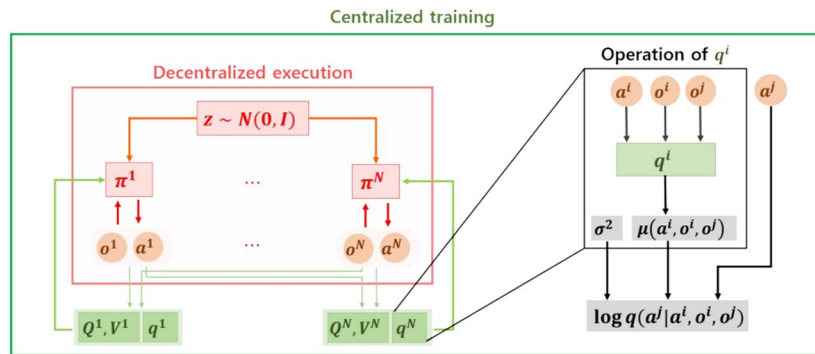 Centralized training
Decentralized execution
z ~ N(0, I)
π¹ ... πᴺ
o¹ a¹ ... oᴺ aᴺ
Q¹, V¹ q¹ Qᴺ, Vᴺ qᴺ
Operation of qⁱ
aⁱ oⁱ oʲ aʲ
qⁱ
σ² μ(aⁱ, oⁱ, oʲ)
log q(aʲ|aⁱ, oⁱ, oʲ)